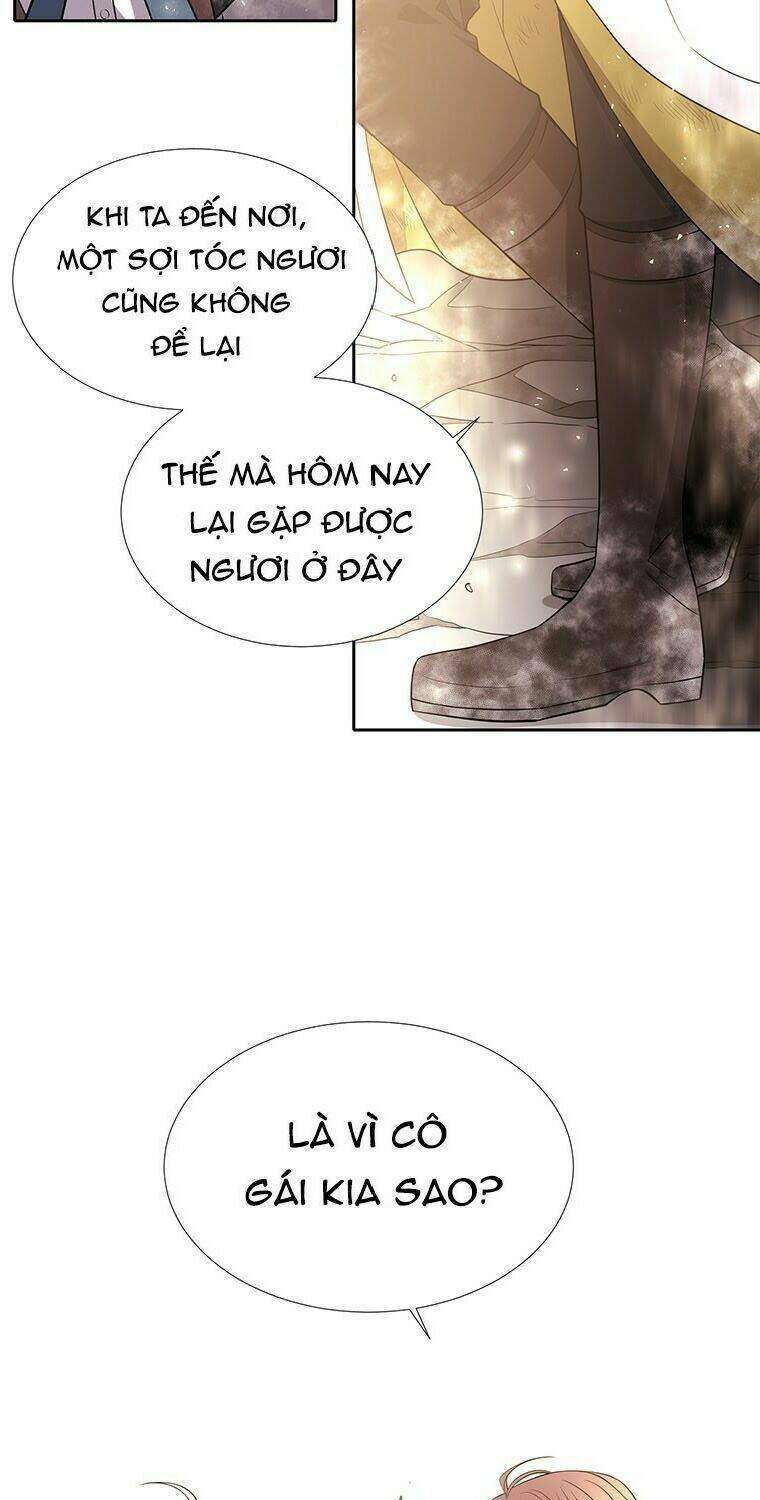 KHI TA ĐẾN NƠI,
MỘT SỢI TÓC NGƯƠI
CŨNG KHÔNG
ĐỂ LẠI
THẾ MÀ HÔM NAY
LẠI GẶP ĐƯỢC
NGƯƠI Ở ĐÂY
LÀ VÌ CÔ
GÁI KIA SAO?